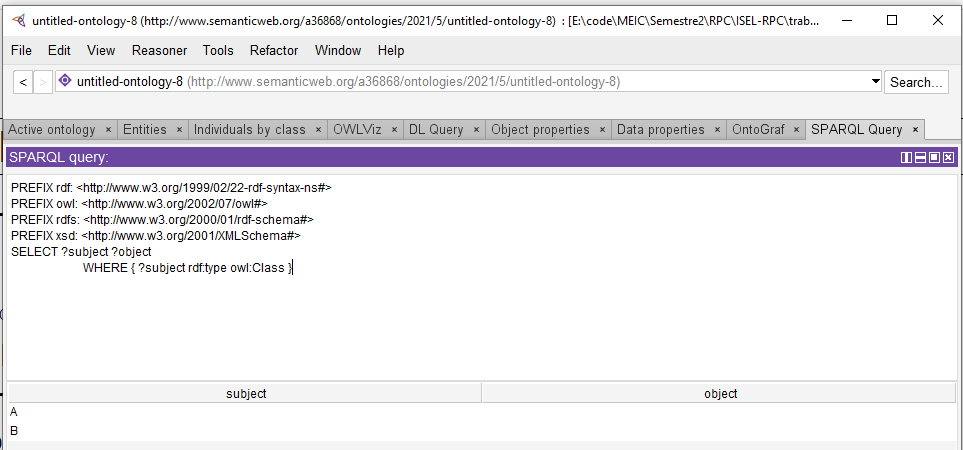 untitled-ontology-8 (http://www.semanticweb.org/a36868/ontologies/2021/5/untitled-ontology-8) : [E:\code\MEIC\Semestre2\RPC\ISEL-RPC\trab...
File Edit View Reasoner Tools Refactor Window Help
< > untitled-ontology-8 (http://www.semanticweb.org/a36868/ontologies/2021/5/untitled-ontology-8) Search...
Active ontology × Entities × Individuals by class × OWLViz × DL Query × Object properties × Data properties × OntoGraf × SPARQL Query ×
SPARQL query:
PREFIX rdf: <http://www.w3.org/1999/02/22-rdf-syntax-ns#>
PREFIX owl: <http://www.w3.org/2002/07/owl#>
PREFIX rdfs: <http://www.w3.org/2000/01/rdf-schema#>
PREFIX xsd: <http://www.w3.org/2001/XMLSchema#>
SELECT ?subject ?object
WHERE { ?subject rdf:type owl:Class }
subject object
A
B